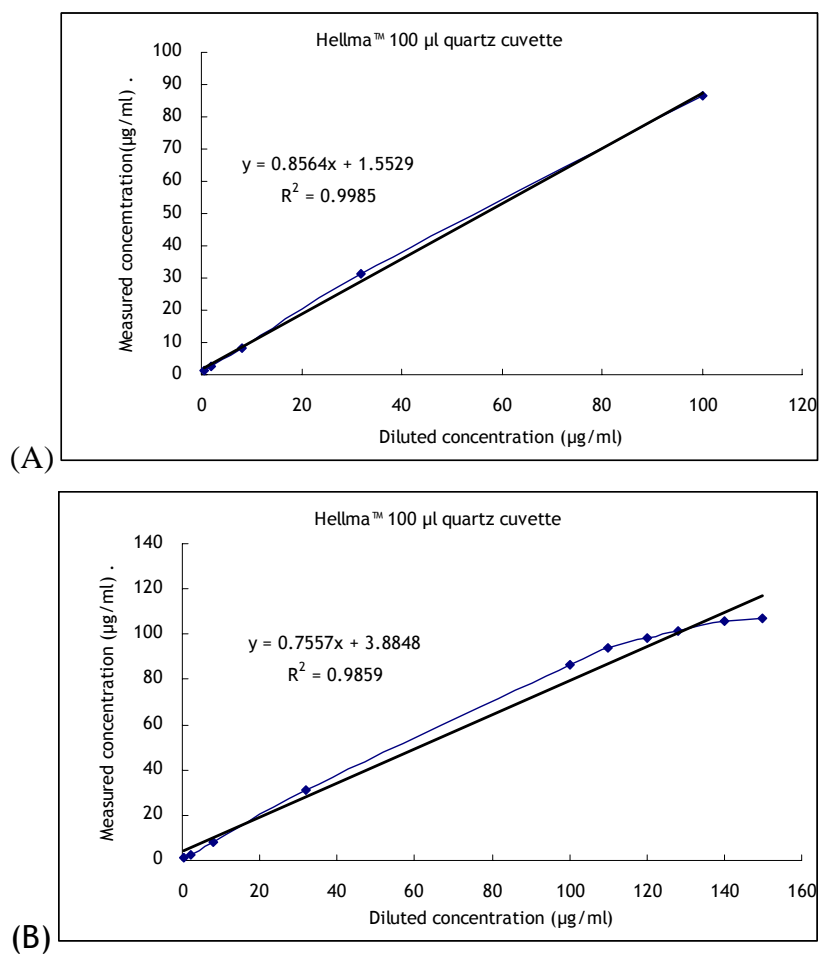 Hellma™ 100 µl quartz cuvette
100
90
80
70
60
50
40
30
20
10
0
Measured concemtration(µg/ml) .
y = 0.8564x + 1.5529
R² = 0.9985
0 20 40 60 80 100 120
Diluted concentration (µg/ml)
(A)
Hellma™ 100 µl quartz cuvette
140
120
100
80
60
40
20
0
Measured concentration (µg/ml) .
y = 0.7557x + 3.8848
R² = 0.9859
0 20 40 60 80 100 120 140 160
Diluted concentration (µg/ml)
(B)